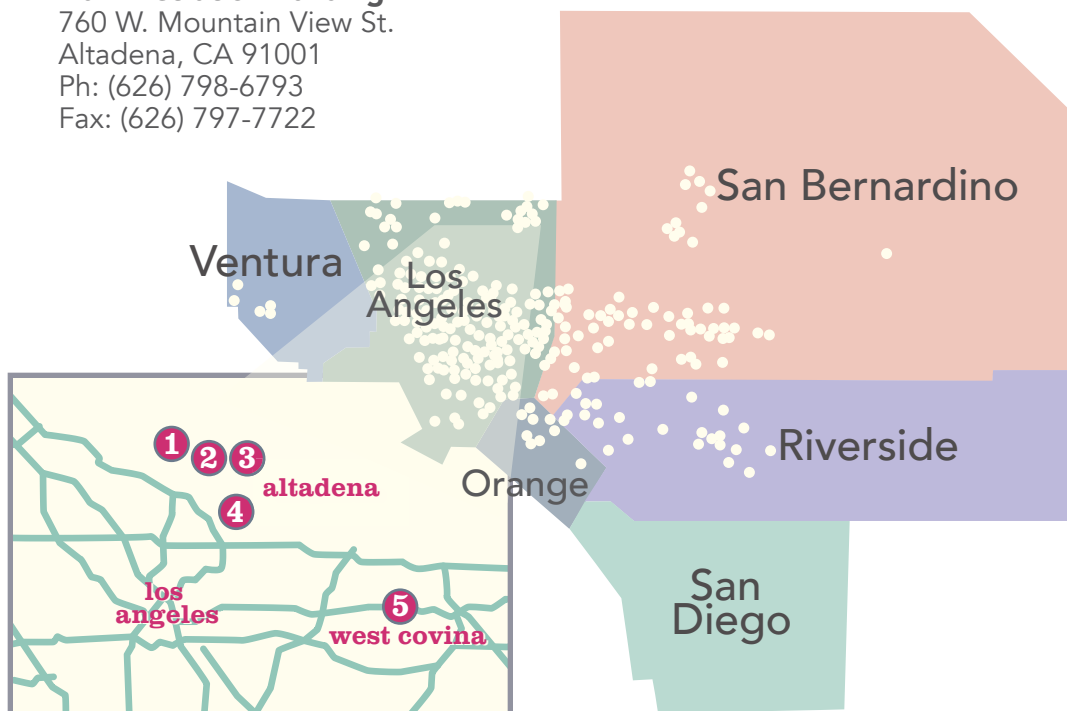 760 W. Mountain View St.
Altadena, CA 91001
Ph: (626) 798-6793
Fax: (626) 797-7722
San Bernardino
Ventura
Los
Angeles
Riverside
Orange
San
Diego
1
2
3
altadena
4
los
angeles
5
west covina